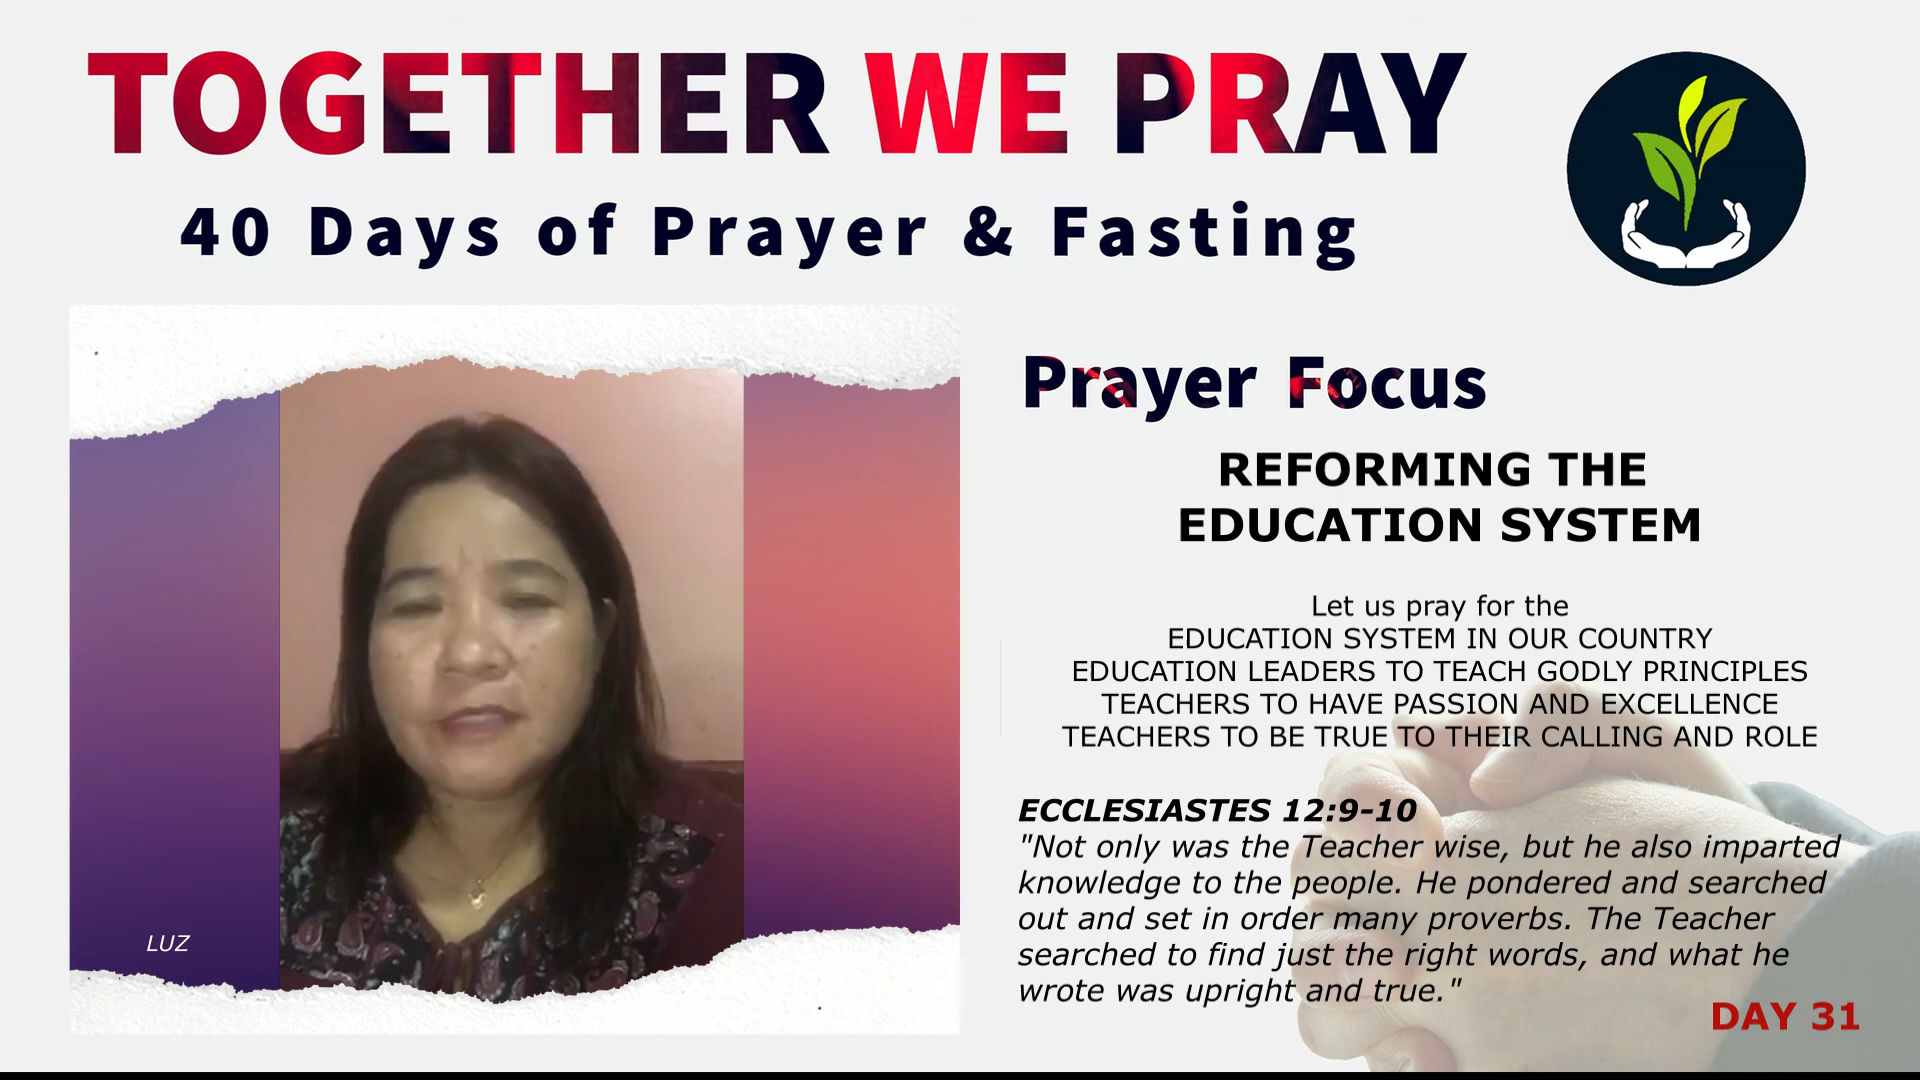 TOGETHER WE PRAY
40 Days of Prayer & Fasting
Prayer Focus
REFORMING THE
EDUCATION SYSTEM
Let us pray for the
EDUCATION SYSTEM IN OUR COUNTRY
EDUCATION LEADERS TO TEACH GODLY PRINCIPLES
TEACHERS TO HAVE PASSION AND EXCELLENCE
TEACHERS TO BE TRUE TO THEIR CALLING AND ROLE
ECCLESIASTES 12:9-10
"Not only was the Teacher wise, but he also imparted
knowledge to the people. He pondered and searched
out and set in order many proverbs. The Teacher
searched to find just the right words, and what he
wrote was upright and true."
LUZ
DAY 31